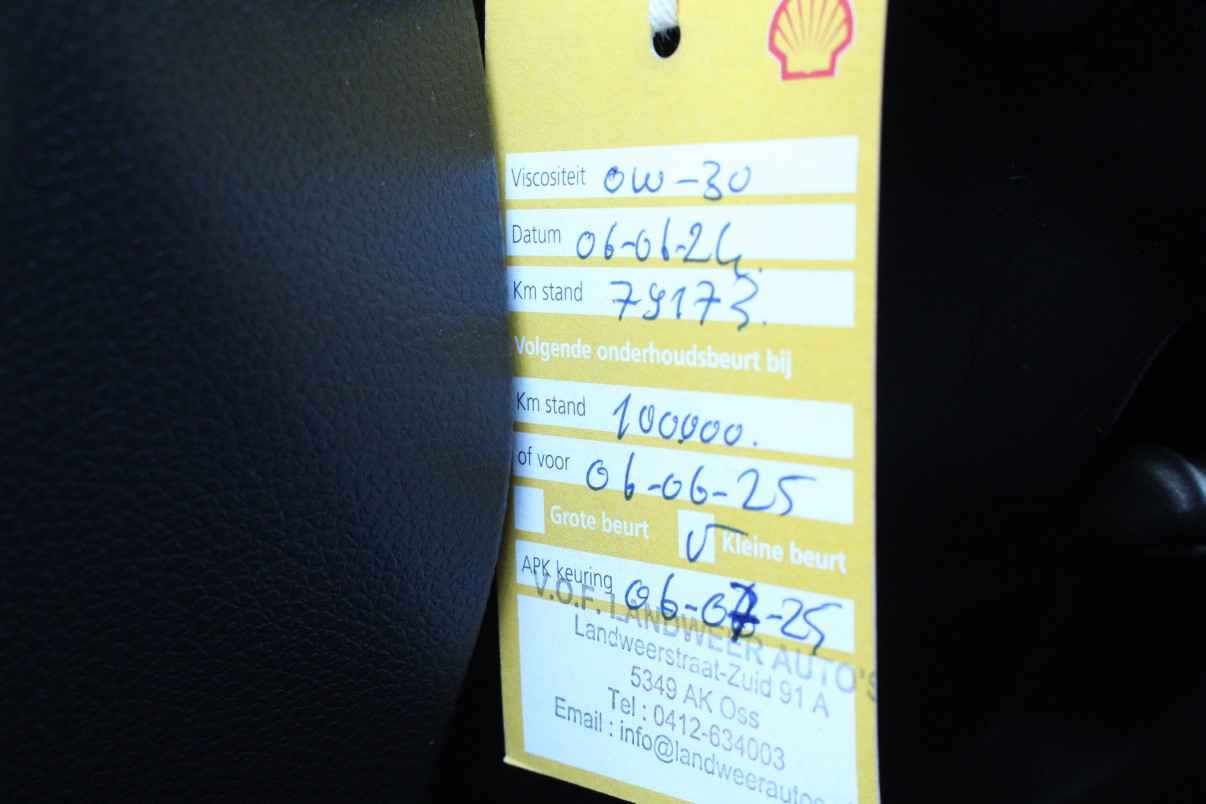 Viscositeit 0W-30
Datum 06-06-24.
Km stand 79173.
Volgende onderhoudsbeurt bij
Km stand 100000.
of voor 06-06-25
Grote beurt √ Kleine beurt
APK keuring 06-07-25
V.O.F. LANDWEER AUTO'S
Landweerstraat-Zuid 91 A
5349 AK Oss
Tel : 0412-634003
Email : info@landweerautos